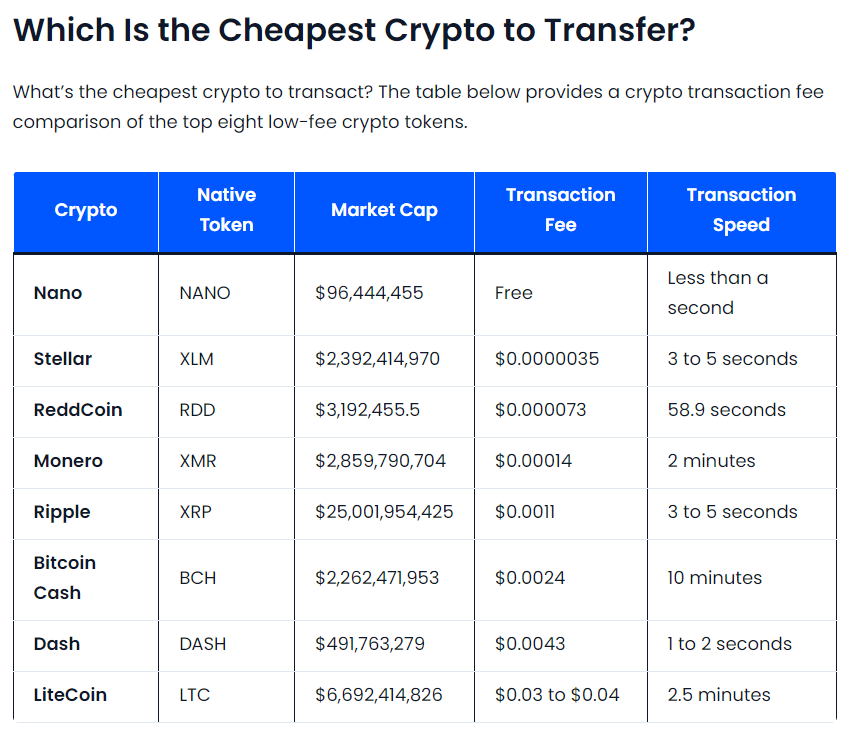 Which Is the Cheapest Crypto to Transfer?
What's the cheapest crypto to transact? The table below provides a crypto transaction fee
comparison of the top eight low-fee crypto tokens.
Crypto Native Token Market Cap Transaction Fee Transaction Speed
Nano NANO $96,444,455 Free Less than a second
Stellar XLM $2,392,414,970 $0.0000035 3 to 5 seconds
ReddCoin RDD $3,192,455.5 $0.000073 58.9 seconds
Monero XMR $2,859,790,704 $0.00014 2 minutes
Ripple XRP $25,001,954,425 $0.0011 3 to 5 seconds
Bitcoin Cash BCH $2,262,471,953 $0.0024 10 minutes
Dash DASH $491,763,279 $0.0043 1 to 2 seconds
LiteCoin LTC $6,692,414,826 $0.03 to $0.04 2.5 minutes